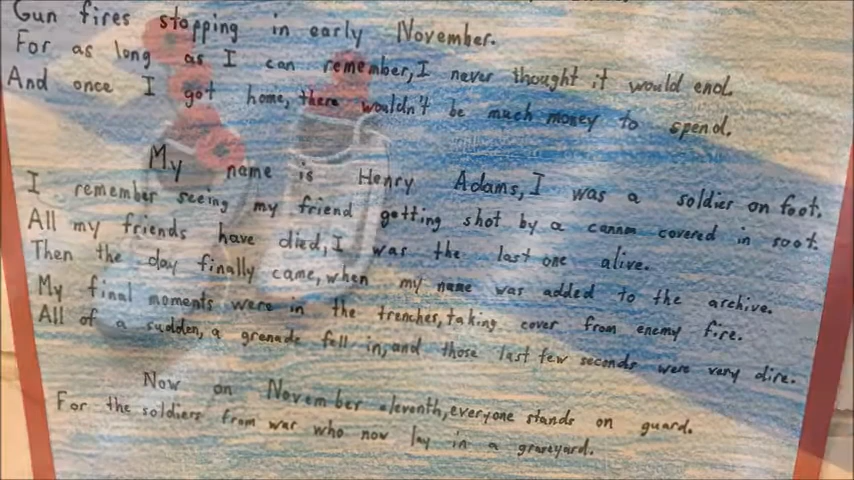 Gun fires stopping in early November.
For as long as I can remember, I never thought it would end.
And once I got home, there wouldn't be much money to spend.
My name is Henry Adams, I was a soldier on foot.
I remember seeing my friend getting shot by a cannon covered in soot.
All my friends have died, I was the last one alive.
Then the day finally came, when my name was added to the archive.
My final moments were in the trenches, taking cover from enemy fire.
All of a sudden, a grenade fell in, and those last few seconds were very dire.
Now on November eleventh, everyone stands on guard.
For the soldiers from war who now lay in a graveyard.